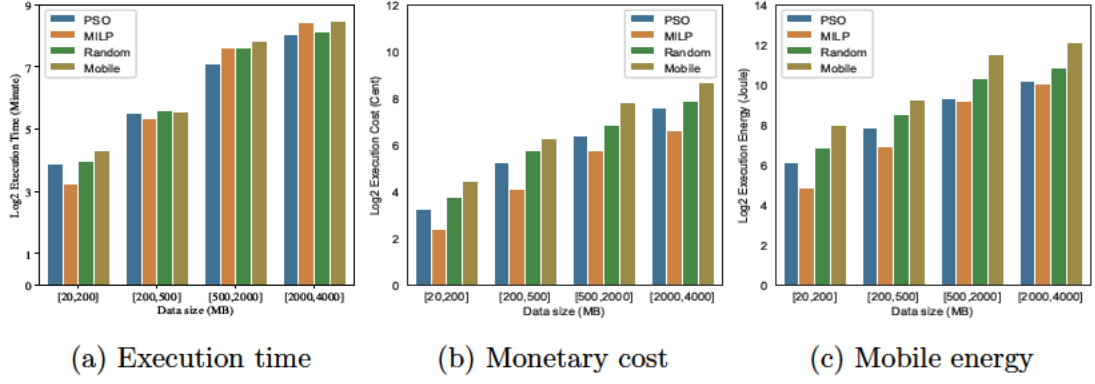 Log2 Execution Time (Minute)
9
7
5
3
1
0
PSO
MILP
Random
Mobile
[20,200]
[200,500]
[500,2000]
[2000,4000]
Data size (MB)
(a) Execution time
Log2 Execution Cost (Cent)
12
10
8
6
4
2
0
PSO
MILP
Random
Mobile
[20,200]
[200,500]
[500,2000]
[2000,4000]
Data size (MB)
(b) Monetary cost
Log2 Execution Energy (Joule)
14
12
10
8
6
4
2
0
PSO
MILP
Random
Mobile
[20,200]
[200,500]
[500,2000]
[2000,4000]
Data size (MB)
(c) Mobile energy